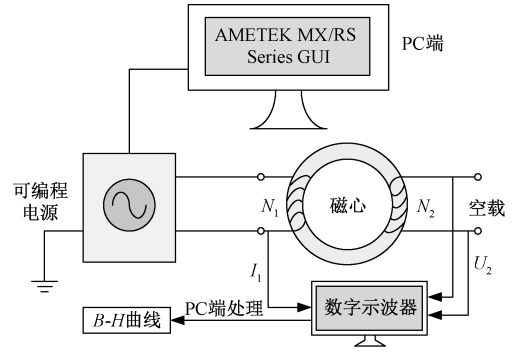 AMETEK MX/RS
Series GUI
PC端
可编程
电源
N₁
磁心
N₂
空载
I₁
U₂
数字示波器
PC端处理
B-H曲线